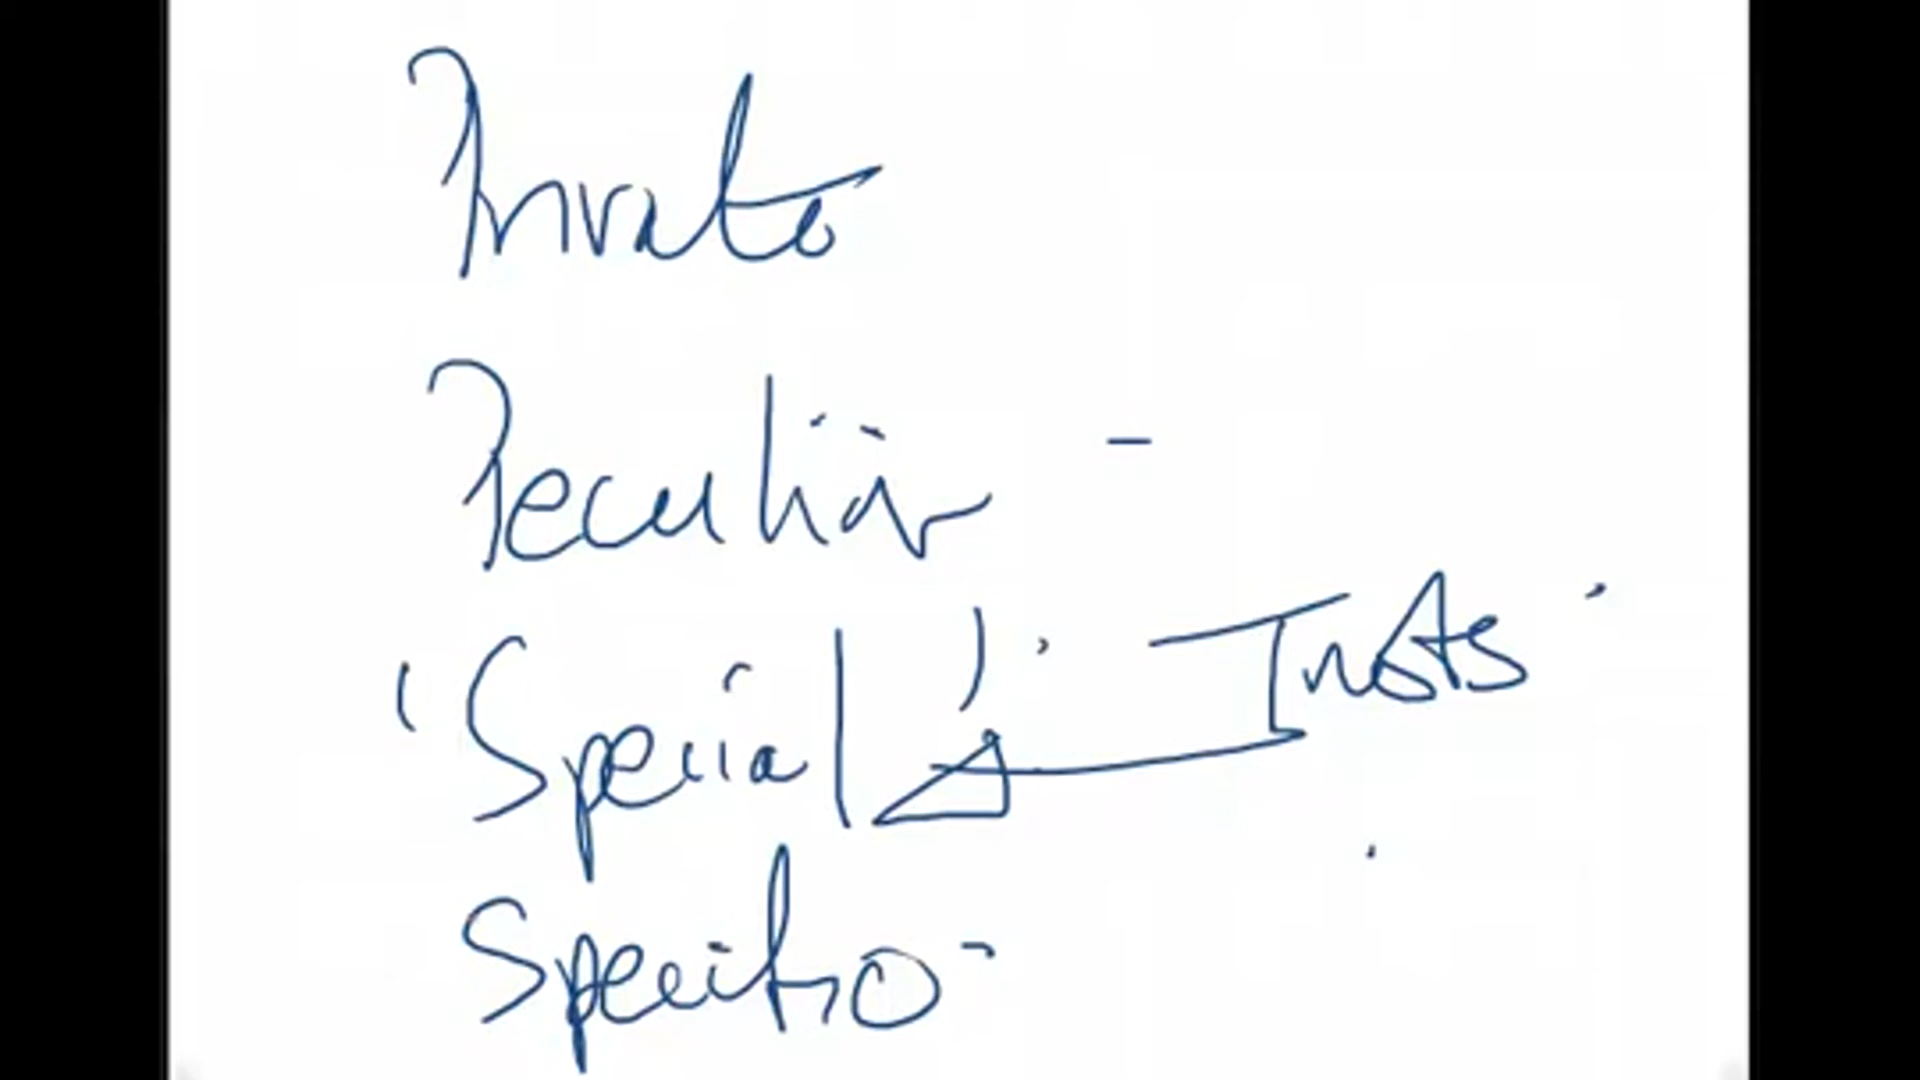 Private
Peculiar -
'Special' Trusts
Specific -